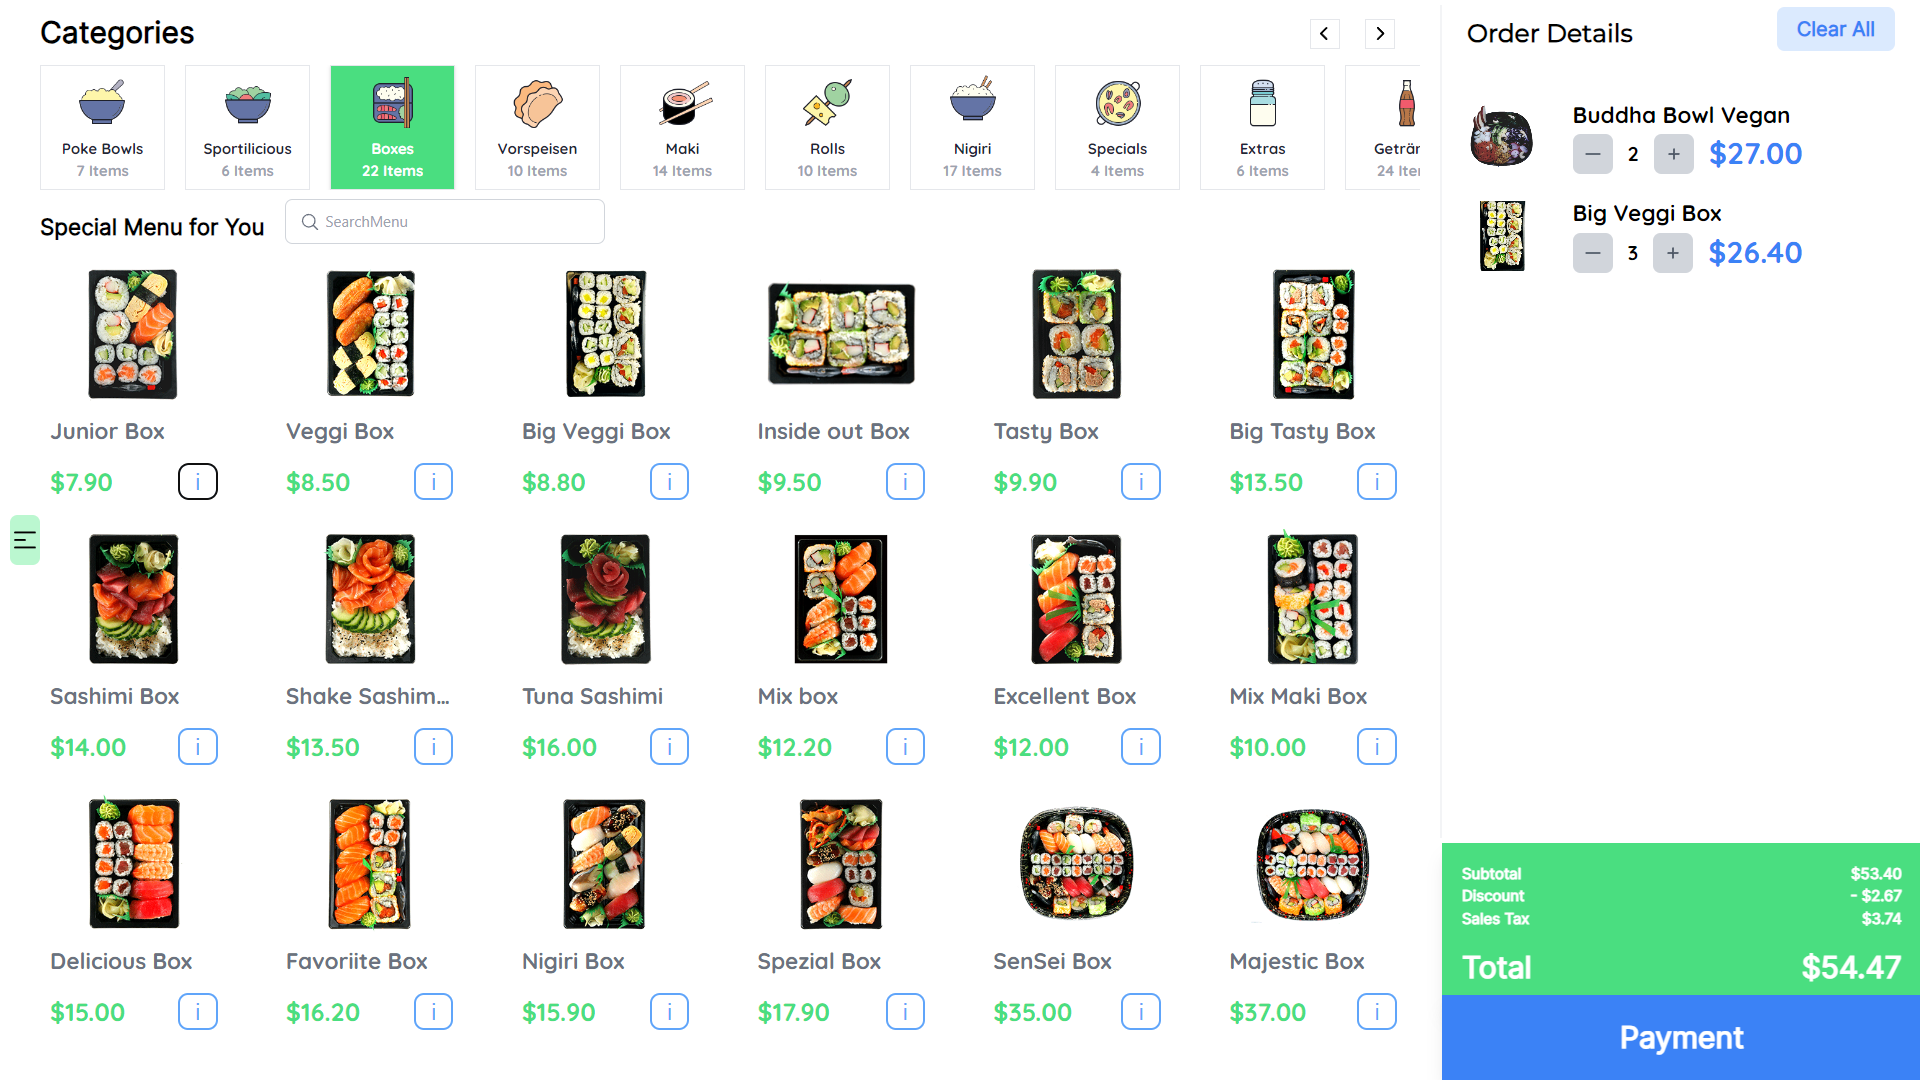 Categories
Poke Bowls
7 Items
Sportilicious
6 Items
Boxes
22 Items
Vorspeisen
10 Items
Maki
14 Items
Rolls
10 Items
Nigiri
17 Items
Specials
4 Items
Extras
6 Items
Geträr
24 Iter
Special Menu for You
SearchMenu
Junior Box
$7.90
i
Veggi Box
$8.50
i
Big Veggi Box
$8.80
i
Inside out Box
$9.50
i
Tasty Box
$9.90
i
Big Tasty Box
$13.50
i
Sashimi Box
$14.00
i
Shake Sashim...
$13.50
i
Tuna Sashimi
$16.00
i
Mix box
$12.20
i
Excellent Box
$12.00
i
Mix Maki Box
$10.00
i
Delicious Box
$15.00
i
Favoriite Box
$16.20
i
Nigiri Box
$15.90
i
Spezial Box
$17.90
i
SenSei Box
$35.00
i
Majestic Box
$37.00
i
Order Details
Clear All
Buddha Bowl Vegan
— 2 + $27.00
Big Veggi Box
— 3 + $26.40
Subtotal $53.40
Discount - $2.67
Sales Tax $3.74
Total $54.47
Payment